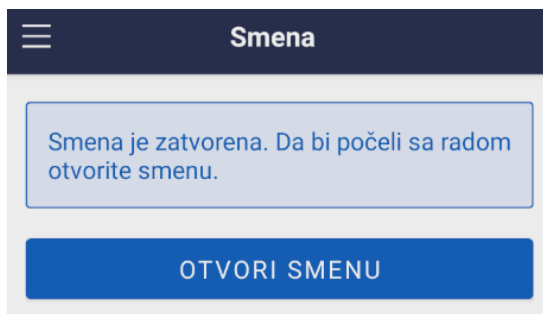 Smena
Smena je zatvorena. Da bi počeli sa radom
otvorite smenu.
OTVORI SMENU